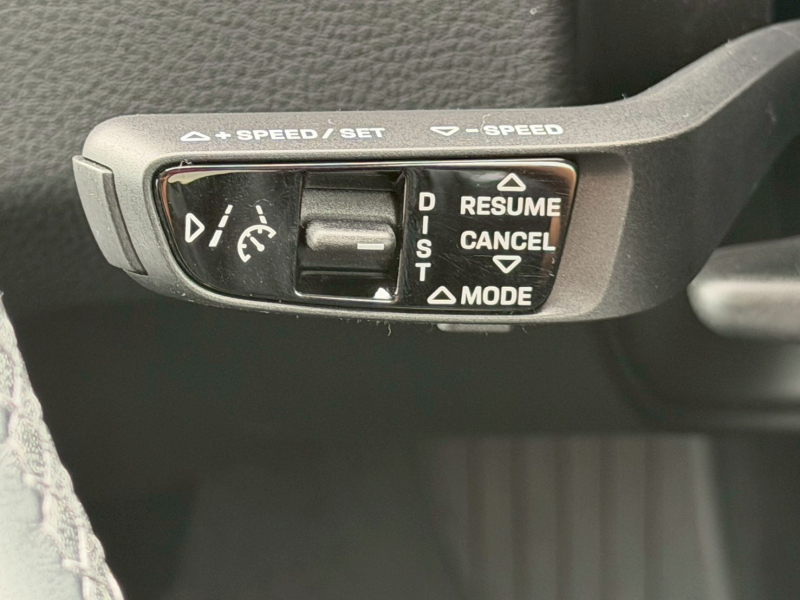 + SPEED / SET
- SPEED
DIST
RESUME
CANCEL
MODE